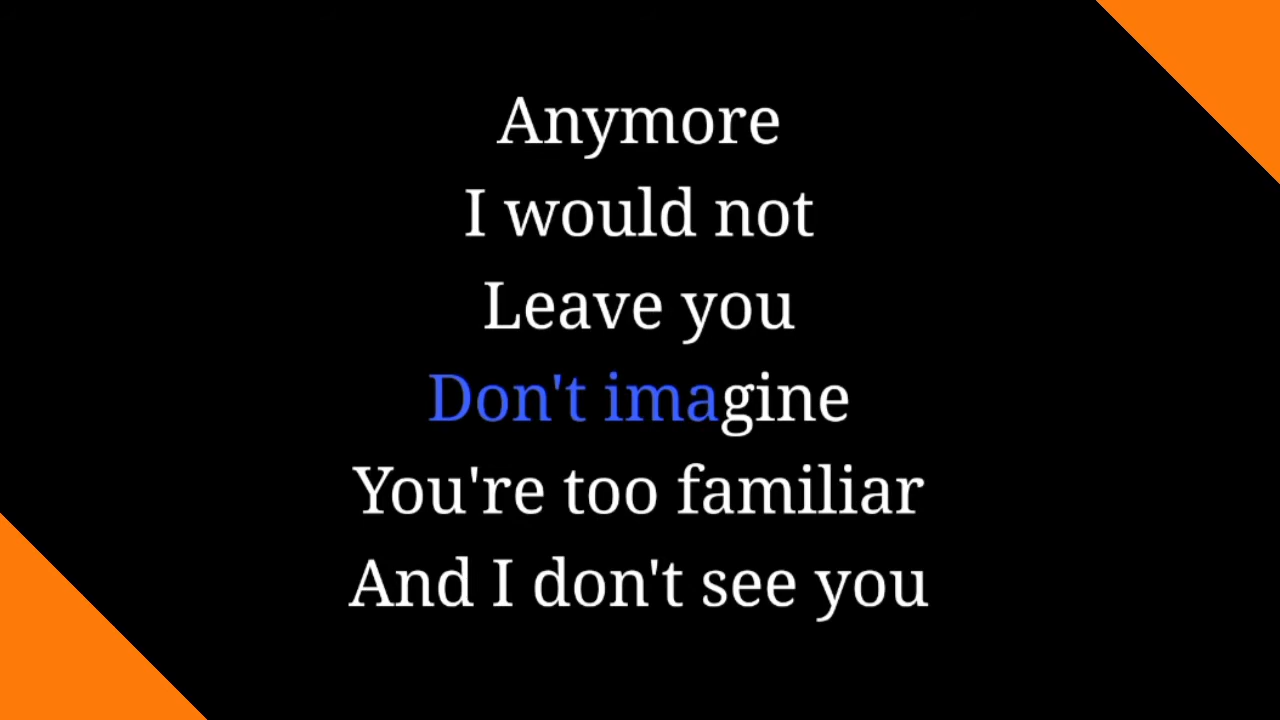 Anymore
I would not
Leave you
Don't imagine
You're too familiar
And I don't see you